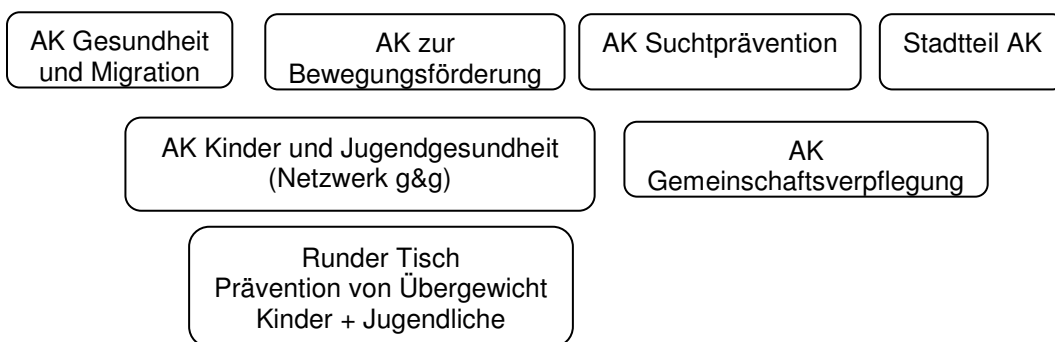 AK Gesundheit
und Migration
AK zur
Bewegungsförderung
AK Suchtprävention
Stadtteil AK
AK Kinder und Jugendgesundheit
(Netzwerk g&g)
AK
Gemeinschaftsverpflegung
Runder Tisch
Prävention von Übergewicht
Kinder + Jugendliche